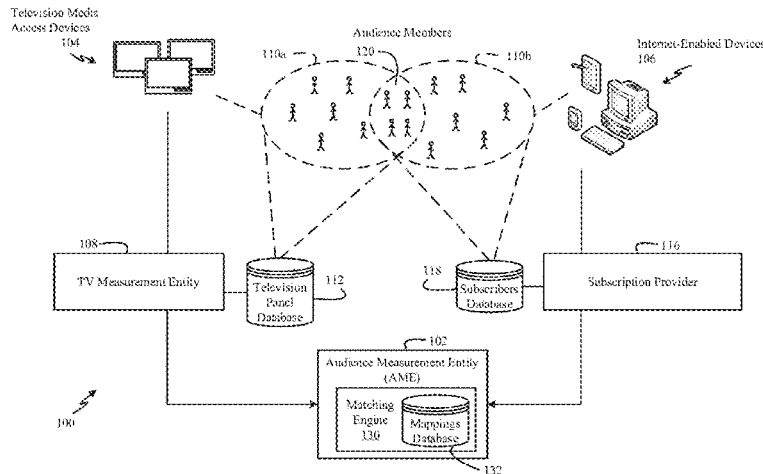 Television Media
Access Devices
104
110a
Audience Members
120
110b
Internet-Enabled Devices
106
108
TV Measurement Entity
Television
Panel
Database
112
118
Subscribers
Database
116
Subscription Provider
102
Audience Measurement Entity
(AME)
Matching
Engine
130
Mappings
Database
132
100